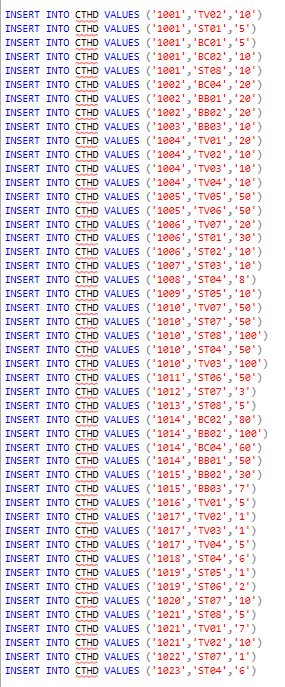 INSERT INTO CTHD VALUES ('1001','TV02','10')
INSERT INTO CTHD VALUES ('1001','ST01','5')
INSERT INTO CTHD VALUES ('1001','BC01','5')
INSERT INTO CTHD VALUES ('1001','BC02','10')
INSERT INTO CTHD VALUES ('1001','ST08','10')
INSERT INTO CTHD VALUES ('1002','BC04','20')
INSERT INTO CTHD VALUES ('1002','BB01','20')
INSERT INTO CTHD VALUES ('1002','BB02','20')
INSERT INTO CTHD VALUES ('1003','BB03','10')
INSERT INTO CTHD VALUES ('1004','TV01','20')
INSERT INTO CTHD VALUES ('1004','TV02','10')
INSERT INTO CTHD VALUES ('1004','TV03','10')
INSERT INTO CTHD VALUES ('1004','TV04','10')
INSERT INTO CTHD VALUES ('1005','TV05','50')
INSERT INTO CTHD VALUES ('1005','TV06','50')
INSERT INTO CTHD VALUES ('1006','TV07','20')
INSERT INTO CTHD VALUES ('1006','ST01','30')
INSERT INTO CTHD VALUES ('1006','ST02','10')
INSERT INTO CTHD VALUES ('1007','ST03','10')
INSERT INTO CTHD VALUES ('1008','ST04','8')
INSERT INTO CTHD VALUES ('1009','ST05','10')
INSERT INTO CTHD VALUES ('1010','TV07','50')
INSERT INTO CTHD VALUES ('1010','ST07','50')
INSERT INTO CTHD VALUES ('1010','ST08','100')
INSERT INTO CTHD VALUES ('1010','ST04','50')
INSERT INTO CTHD VALUES ('1010','TV03','100')
INSERT INTO CTHD VALUES ('1011','ST06','50')
INSERT INTO CTHD VALUES ('1012','ST07','3')
INSERT INTO CTHD VALUES ('1013','ST08','5')
INSERT INTO CTHD VALUES ('1014','BC02','80')
INSERT INTO CTHD VALUES ('1014','BB02','100')
INSERT INTO CTHD VALUES ('1014','BC04','60')
INSERT INTO CTHD VALUES ('1014','BB01','50')
INSERT INTO CTHD VALUES ('1015','BB02','30')
INSERT INTO CTHD VALUES ('1015','BB03','7')
INSERT INTO CTHD VALUES ('1016','TV01','5')
INSERT INTO CTHD VALUES ('1017','TV02','1')
INSERT INTO CTHD VALUES ('1017','TV03','1')
INSERT INTO CTHD VALUES ('1017','TV04','5')
INSERT INTO CTHD VALUES ('1018','ST04','6')
INSERT INTO CTHD VALUES ('1019','ST05','1')
INSERT INTO CTHD VALUES ('1019','ST06','2')
INSERT INTO CTHD VALUES ('1020','ST07','10')
INSERT INTO CTHD VALUES ('1021','ST08','5')
INSERT INTO CTHD VALUES ('1021','TV01','7')
INSERT INTO CTHD VALUES ('1021','TV02','10')
INSERT INTO CTHD VALUES ('1022','ST07','1')
INSERT INTO CTHD VALUES ('1023','ST04','6')